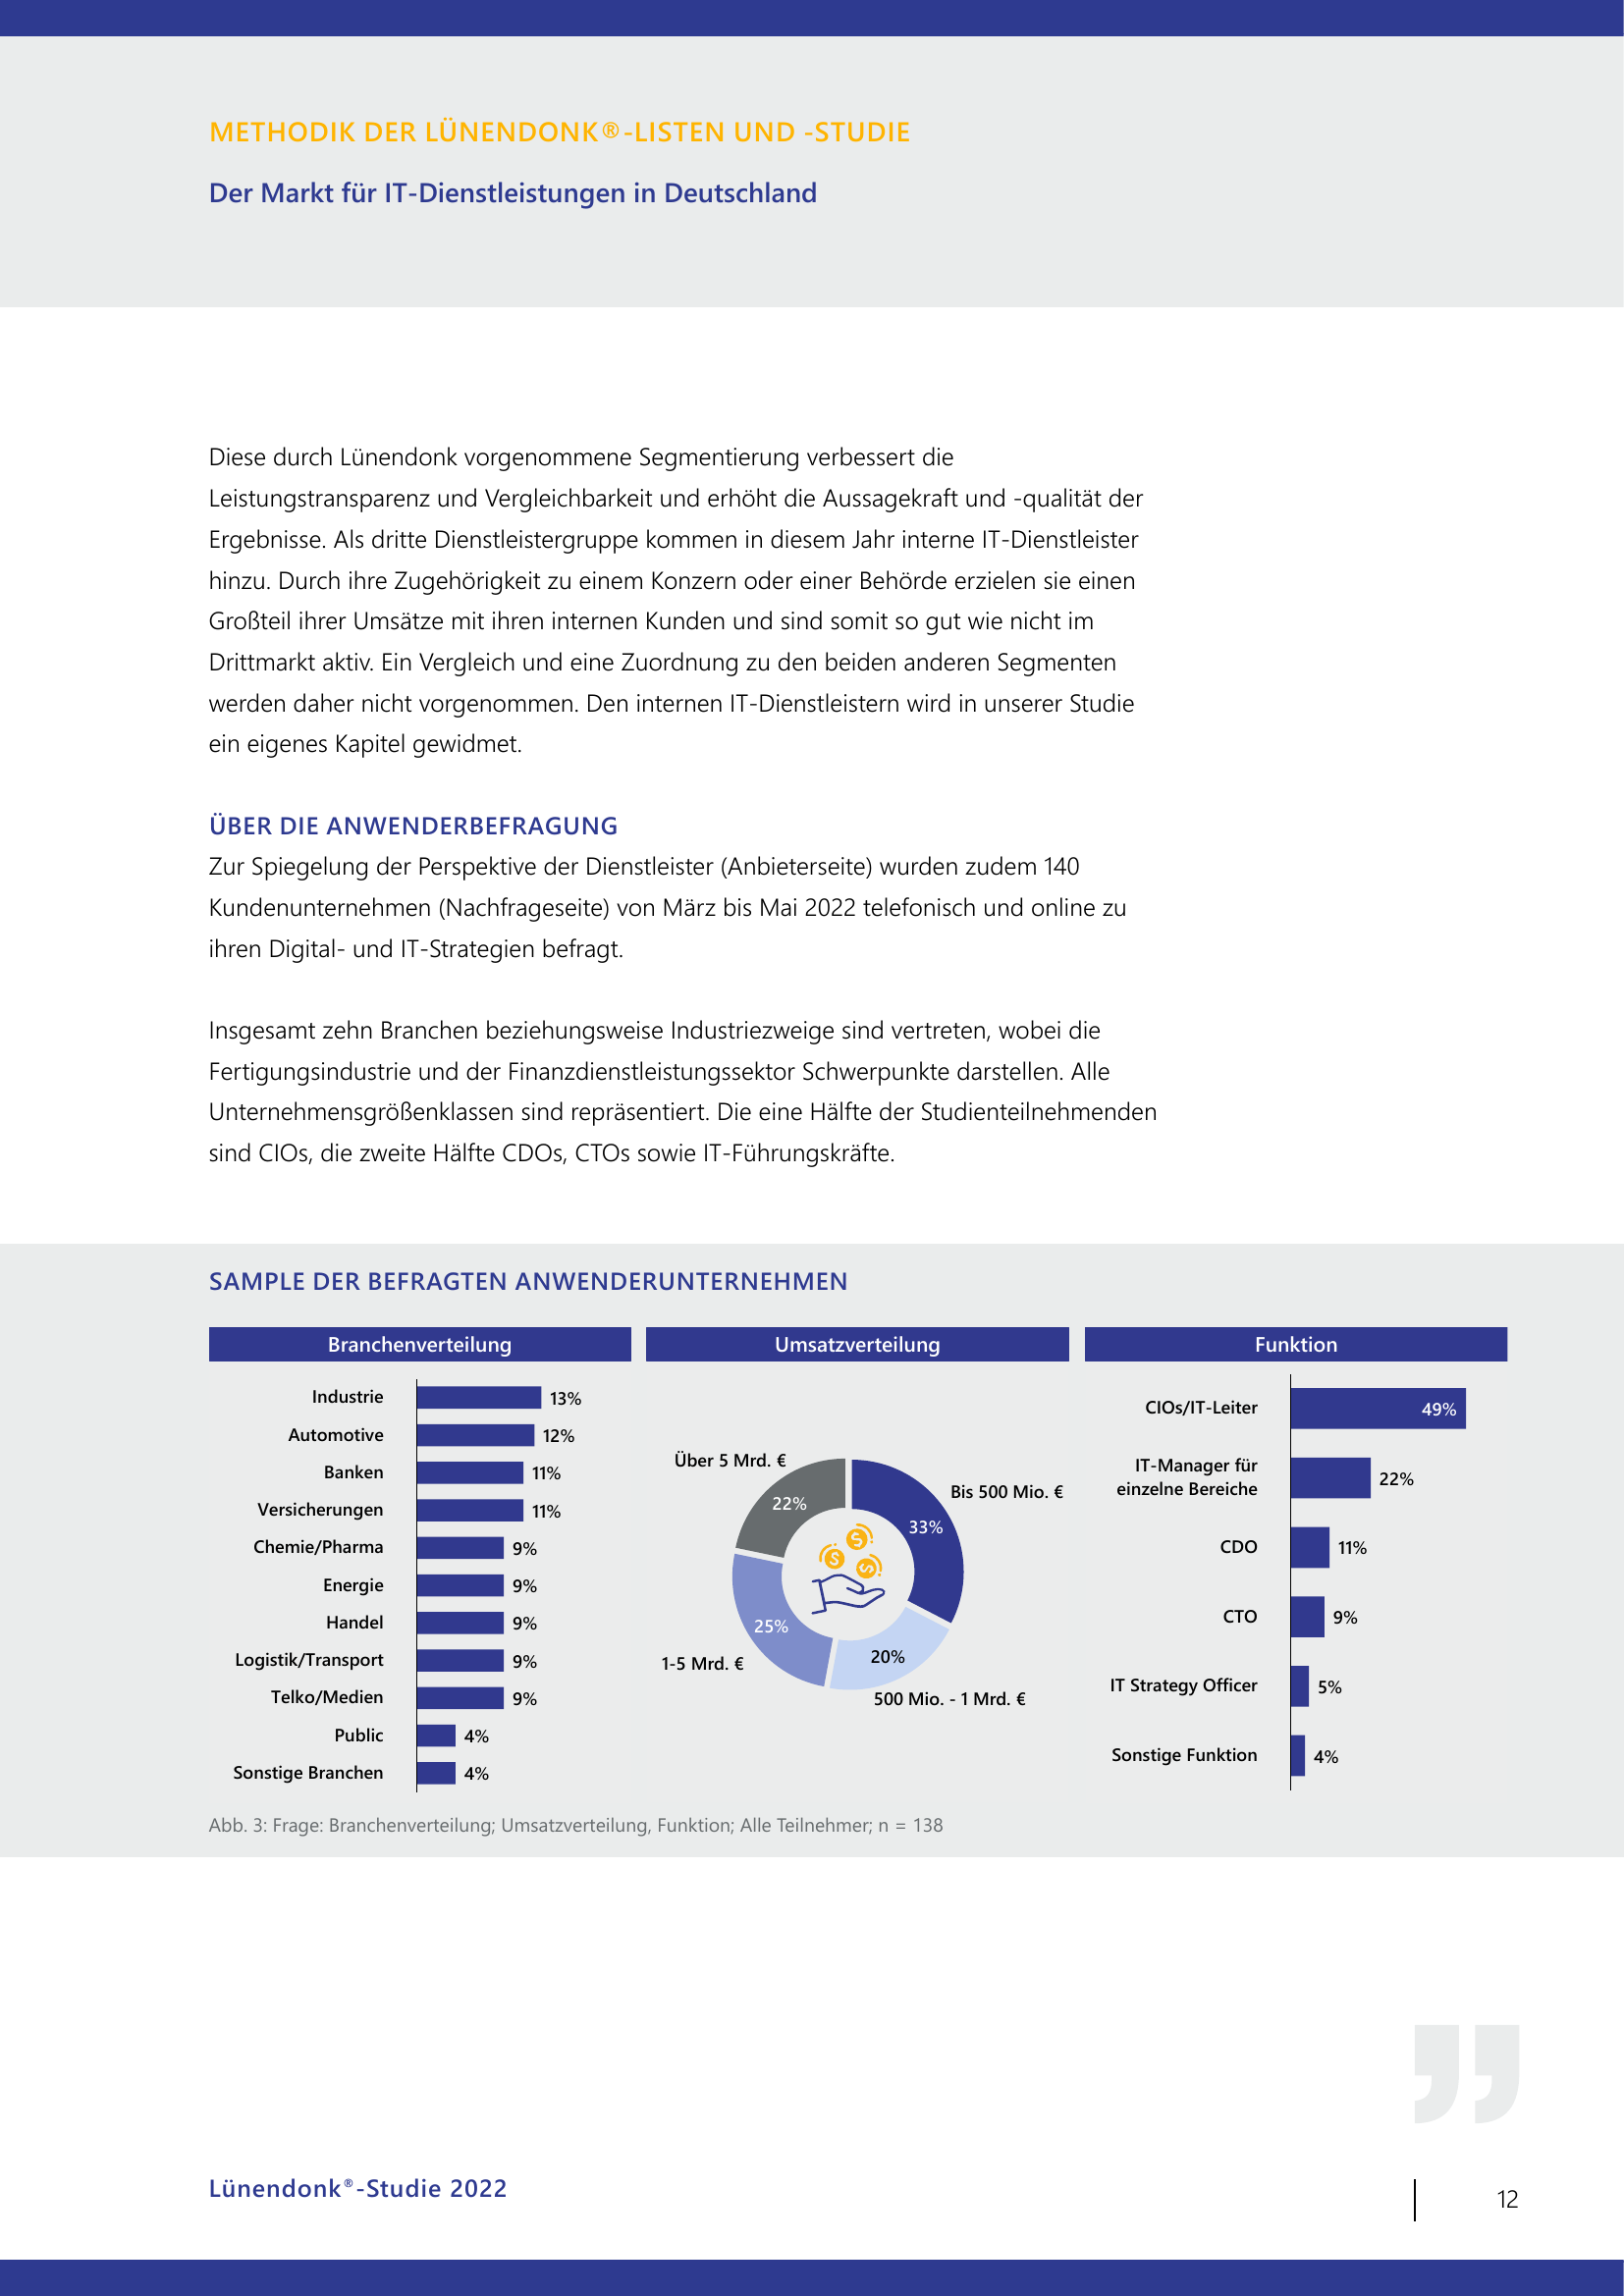 METHODIK DER LÜNENDONK®-LISTEN UND -STUDIE
Der Markt für IT-Dienstleistungen in Deutschland
Diese durch Lünendonk vorgenommene Segmentierung verbessert die
Leistungstransparenz und Vergleichbarkeit und erhöht die Aussagekraft und -qualität der
Ergebnisse. Als dritte Dienstleistergruppe kommen in diesem Jahr interne IT-Dienstleister
hinzu. Durch ihre Zugehörigkeit zu einem Konzern oder einer Behörde erzielen sie einen
Großteil ihrer Umsätze mit ihren internen Kunden und sind somit so gut wie nicht im
Drittmarkt aktiv. Ein Vergleich und eine Zuordnung zu den beiden anderen Segmenten
werden daher nicht vorgenommen. Den internen IT-Dienstleistern wird in unserer Studie
ein eigenes Kapitel gewidmet.
ÜBER DIE ANWENDERBEFRAGUNG
Zur Spiegelung der Perspektive der Dienstleister (Anbieterseite) wurden zudem 140
Kundenunternehmen (Nachfrageseite) von März bis Mai 2022 telefonisch und online zu
ihren Digital- und IT-Strategien befragt.
Insgesamt zehn Branchen beziehungsweise Industriezweige sind vertreten, wobei die
Fertigungsindustrie und der Finanzdienstleistungssektor Schwerpunkte darstellen. Alle
Unternehmensgrößenklassen sind repräsentiert. Die eine Hälfte der Studienteilnehmenden
sind CIOs, die zweite Hälfte CDOs, CTOs sowie IT-Führungskräfte.
SAMPLE DER BEFRAGTEN ANWENDERUNTERNEHMEN
Branchenverteilung
Industrie 13%
Automotive 12%
Banken 11%
Versicherungen 11%
Chemie/Pharma 9%
Energie 9%
Handel 9%
Logistik/Transport 9%
Telko/Medien 9%
Public 4%
Sonstige Branchen 4%
Umsatzverteilung
Über 5 Mrd. €
22%
Bis 500 Mio. €
33%
25%
1-5 Mrd. €
20%
500 Mio. - 1 Mrd. €
Funktion
CIOs/IT-Leiter 49%
IT-Manager für
einzelne Bereiche 22%
CDO 11%
CTO 9%
IT Strategy Officer 5%
Sonstige Funktion 4%
Abb. 3: Frage: Branchenverteilung; Umsatzverteilung, Funktion; Alle Teilnehmer; n = 138
Lünendonk®-Studie 2022
12